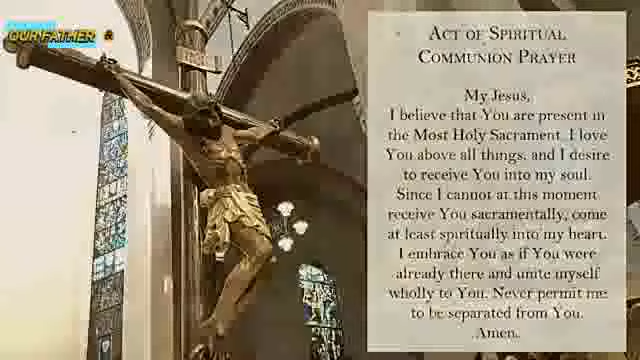 OUR FATHER
ACT OF SPIRITUAL
COMMUNION PRAYER
My Jesus,
I believe that You are present in
the Most Holy Sacrament. I love
You above all things, and I desire
to receive You into my soul.
Since I cannot at this moment
receive You sacramentally, come
at least spiritually into my heart.
I embrace You as if You were
already there and unite myself
wholly to You. Never permit me
to be separated from You.
Amen.